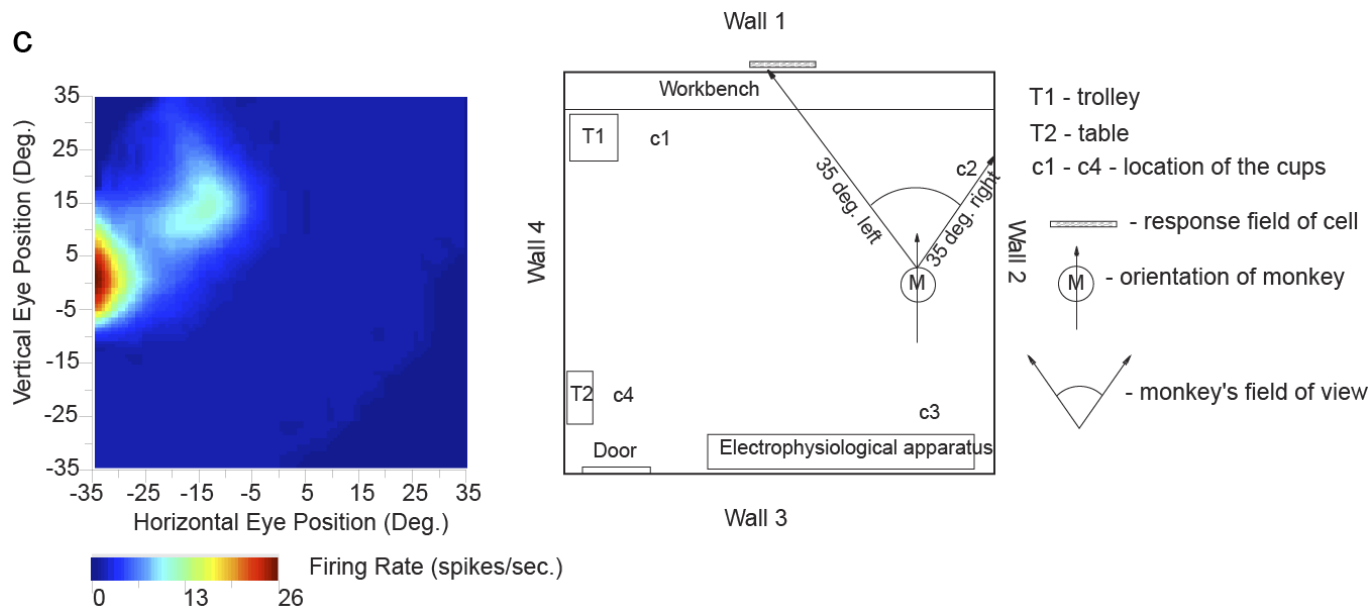 C
Vertical Eye Position (Deg.)
35
25
15
5
-5
-15
-25
-35
-35
-25
-15
-5
5
15
25
35
Horizontal Eye Position (Deg.)
Firing Rate (spikes/sec.)
0
13
26
Wall 1
Workbench
T1
c1
c2
35 deg. left
35 deg. right
Wall 4
Wall 2
M
T2
c4
c3
Door
Electrophysiological apparatus
Wall 3
T1 - trolley
T2 - table
c1 - c4 - location of the cups
- response field of cell
M
- orientation of monkey
- monkey's field of view